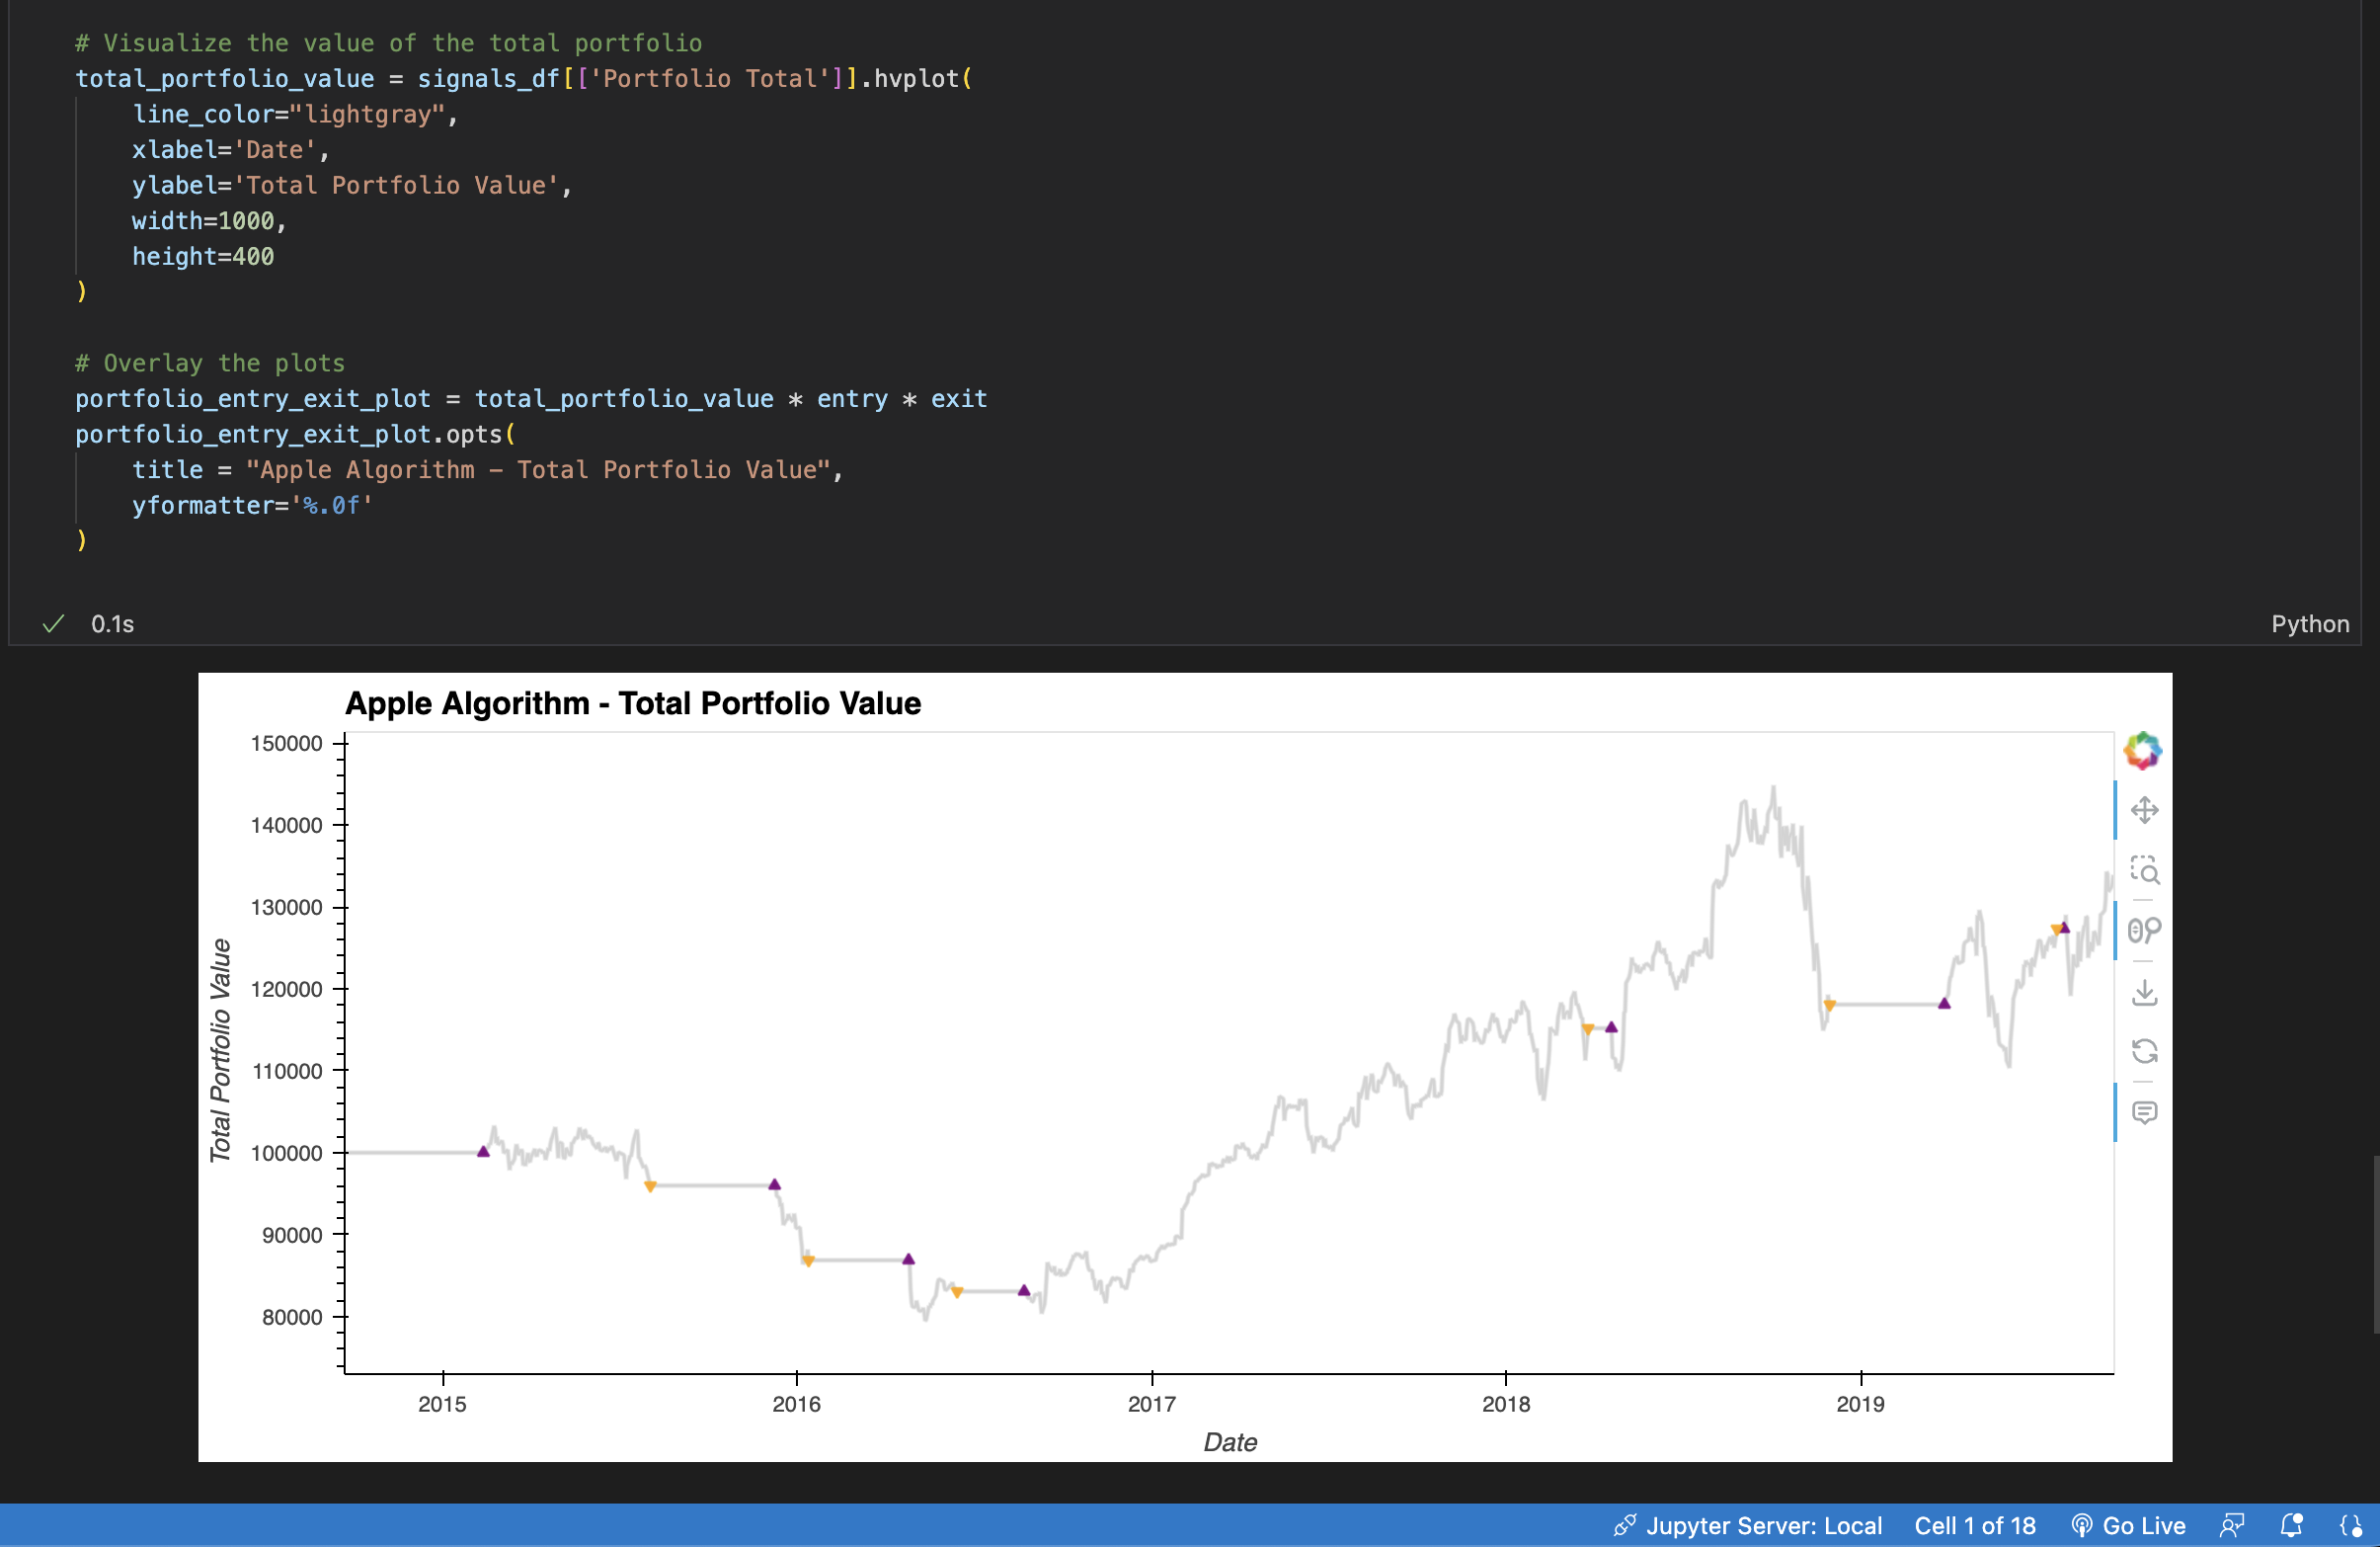 # Visualize the value of the total portfolio
total_portfolio_value = signals_df[['Portfolio Total']].hvplot(
    line_color="lightgray",
    xlabel='Date',
    ylabel='Total Portfolio Value',
    width=1000,
    height=400
)
# Overlay the plots
portfolio_entry_exit_plot = total_portfolio_value * entry * exit
portfolio_entry_exit_plot.opts(
    title = "Apple Algorithm - Total Portfolio Value",
    yformatter='%.0f'
)
0.1s
Python
Apple Algorithm - Total Portfolio Value
150000
140000
130000
120000
110000
100000
90000
80000
Total Portfolio Value
2015 2016 2017 2018 2019
Date
Jupyter Server: Local Cell 1 of 18 Go Live